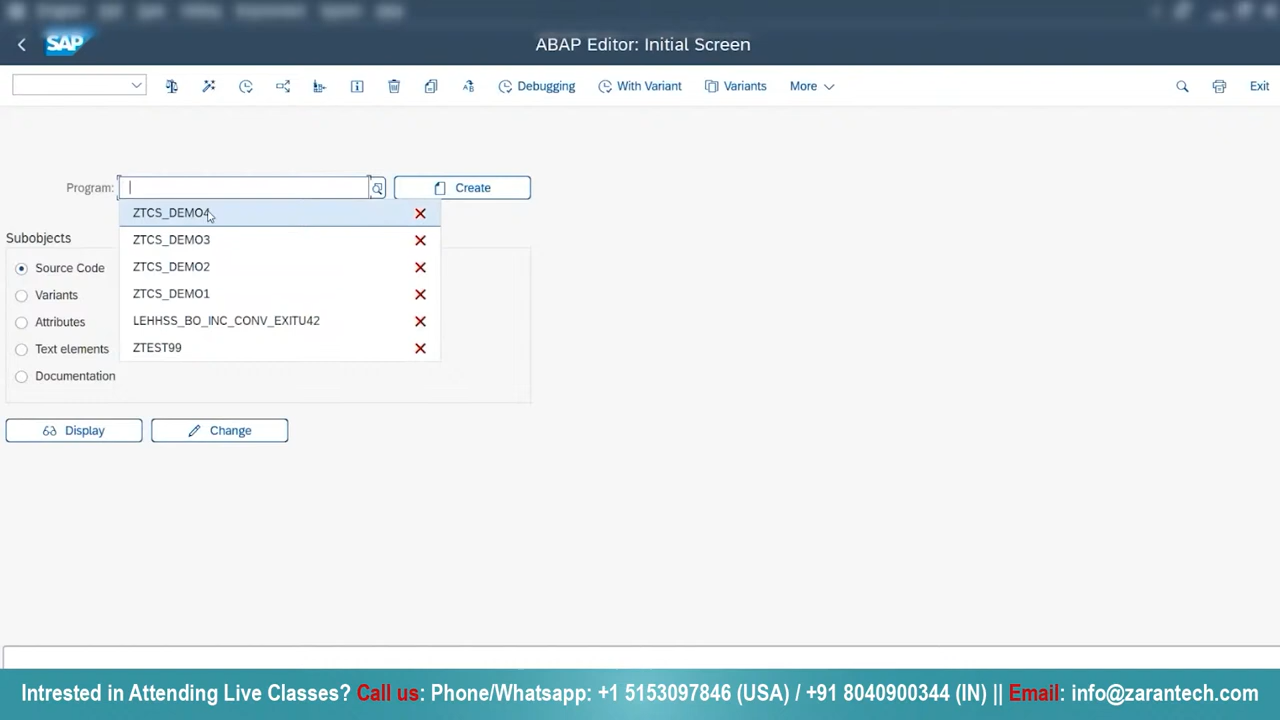 SAP
ABAP Editor: Initial Screen
Debugging
With Variant
Variants
More
Exit
Program:
Create
ZTCS_DEMO4
ZTCS_DEMO3
ZTCS_DEMO2
ZTCS_DEMO1
LEHHSS_BO_INC_CONV_EXITU42
ZTEST99
Subobjects
Source Code
Variants
Attributes
Text elements
Documentation
Display
Change
Intrested in Attending Live Classes? Call us: Phone/Whatsapp: +1 5153097846 (USA) / +91 8040900344 (IN) || Email: info@zarantech.com